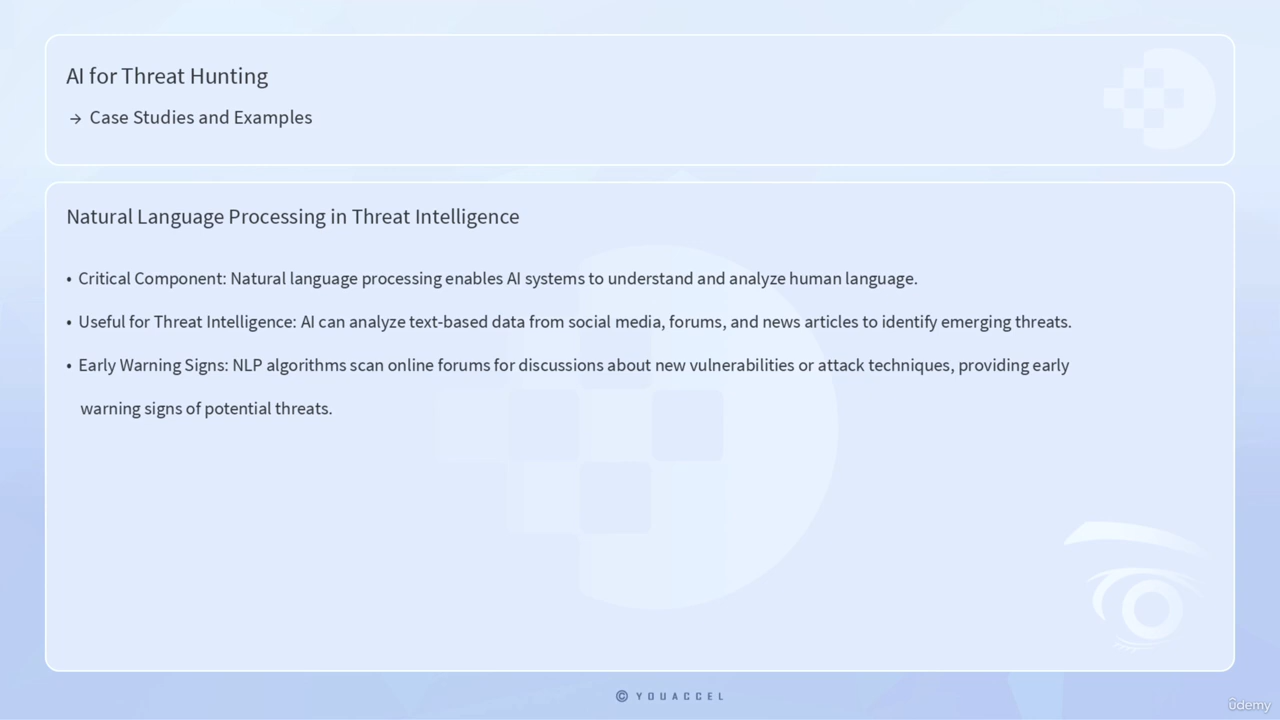 AI for Threat Hunting
→ Case Studies and Examples
Natural Language Processing in Threat Intelligence
• Critical Component: Natural language processing enables AI systems to understand and analyze human language.
• Useful for Threat Intelligence: AI can analyze text-based data from social media, forums, and news articles to identify emerging threats.
• Early Warning Signs: NLP algorithms scan online forums for discussions about new vulnerabilities or attack techniques, providing early
warning signs of potential threats.
© YOUACCEL
ûdemy